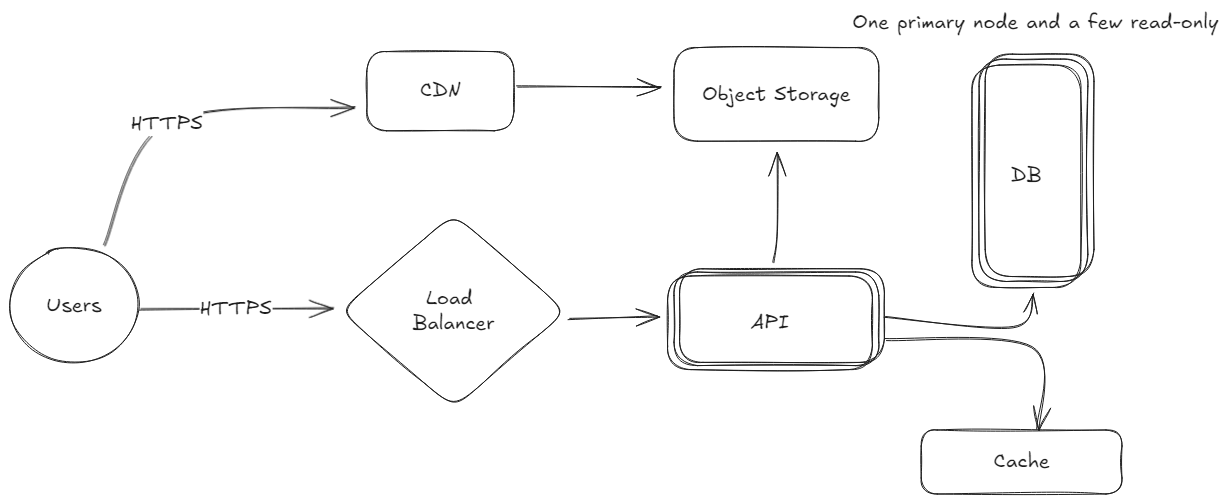 One primary node and a few read-only
CDN
Object Storage
HTTPS
DB
Users
HTTPS
Load
Balancer
API
Cache